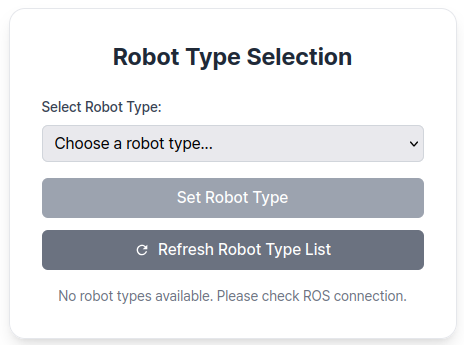 Robot Type Selection
Select Robot Type:
Choose a robot type...
Set Robot Type
Refresh Robot Type List
No robot types available. Please check ROS connection.